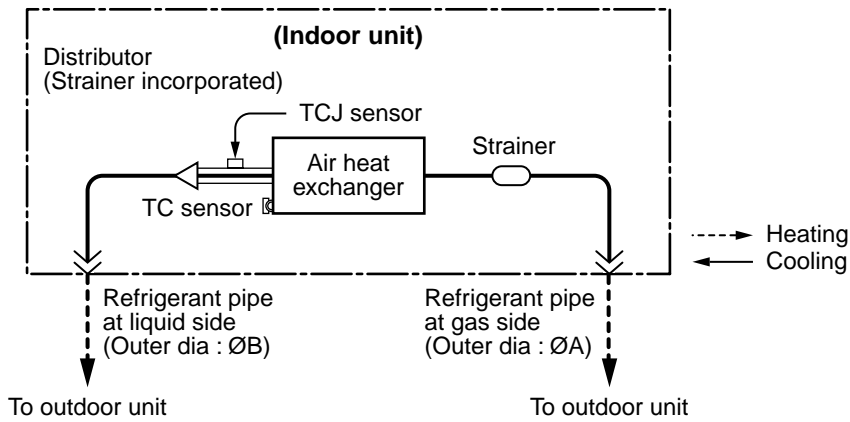 (Indoor unit)
Distributor
(Strainer incorporated)
TCJ sensor
Strainer
Air heat
exchanger
TC sensor
Heating
Cooling
Refrigerant pipe
at liquid side
(Outer dia : ØB)
Refrigerant pipe
at gas side
(Outer dia : ØA)
To outdoor unit
To outdoor unit